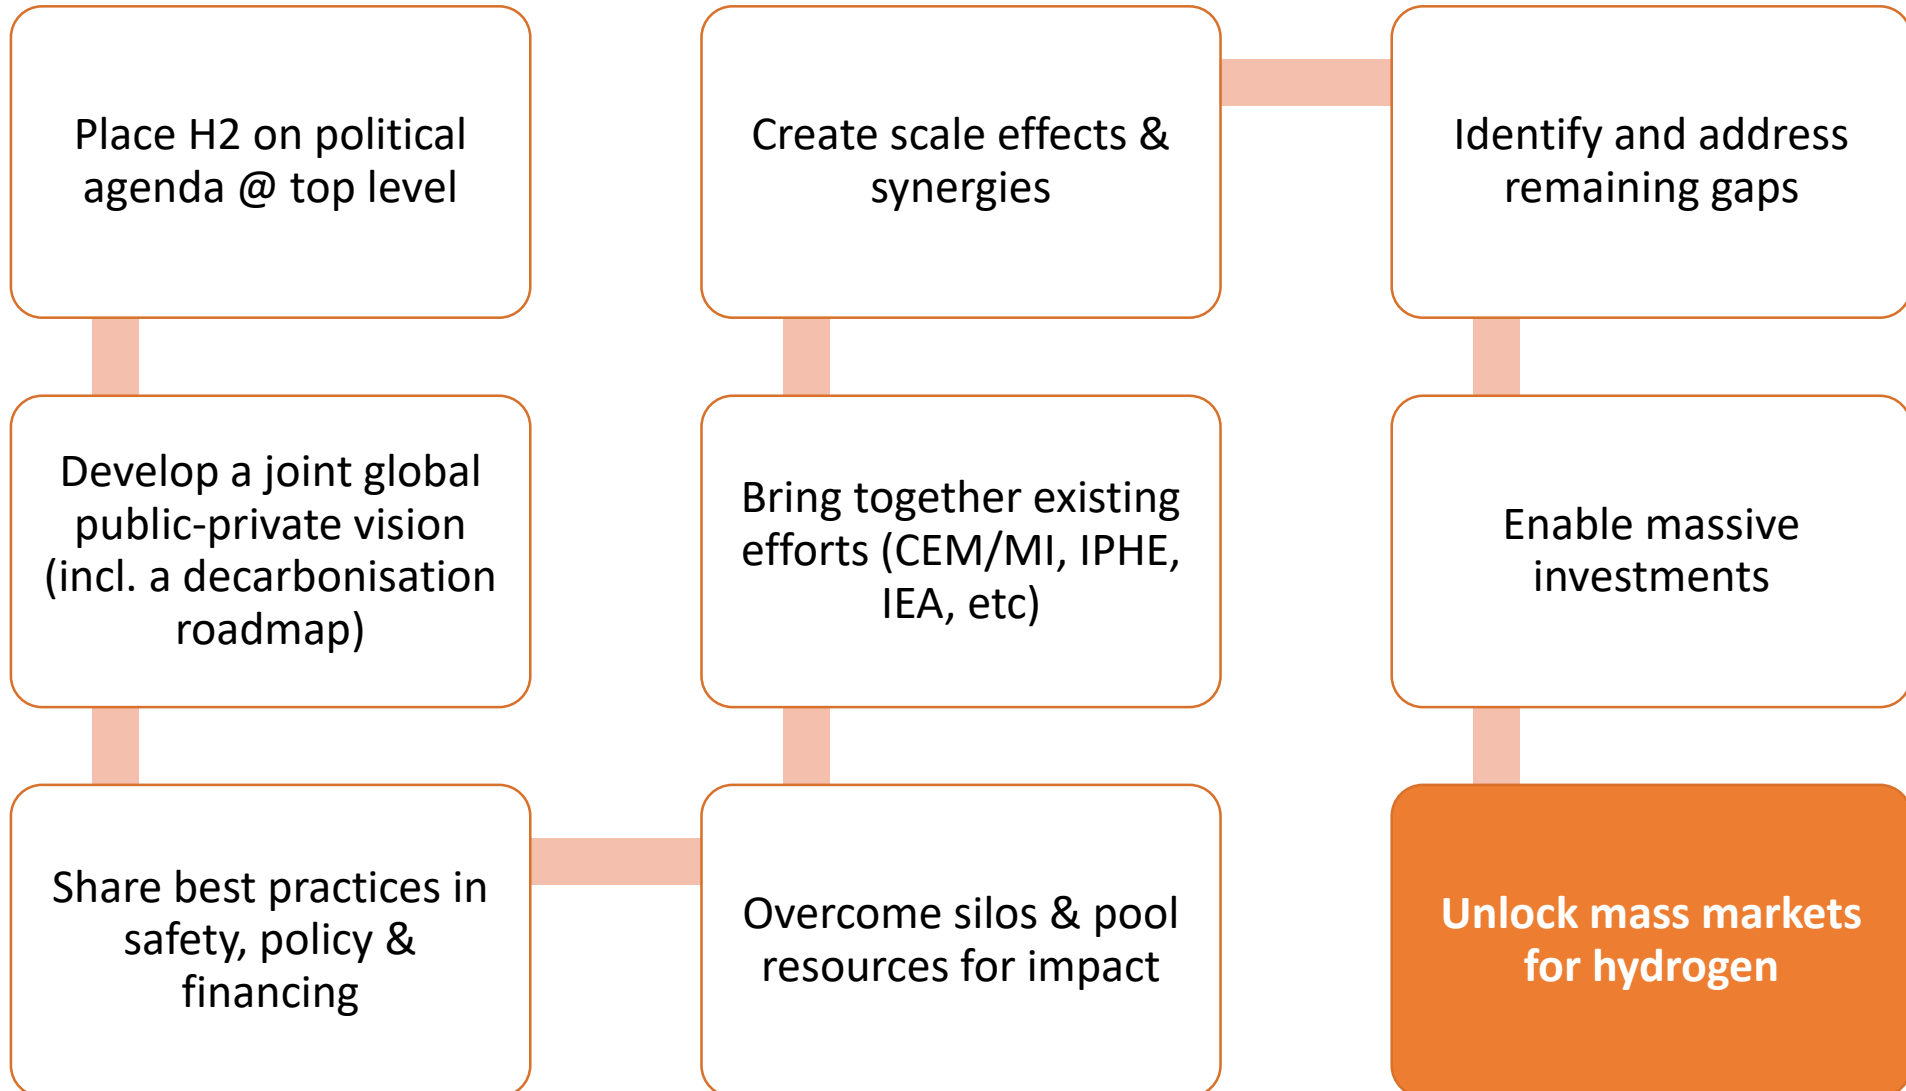 Place H2 on political
agenda @ top level
Develop a joint global
public-private vision
(incl. a decarbonisation
roadmap)
Share best practices in
safety, policy &
financing
Overcome silos & pool
resources for impact
Bring together existing
efforts (CEM/MI, IPHE,
IEA, etc)
Create scale effects &
synergies
Identify and address
remaining gaps
Enable massive
investments
Unlock mass markets
for hydrogen